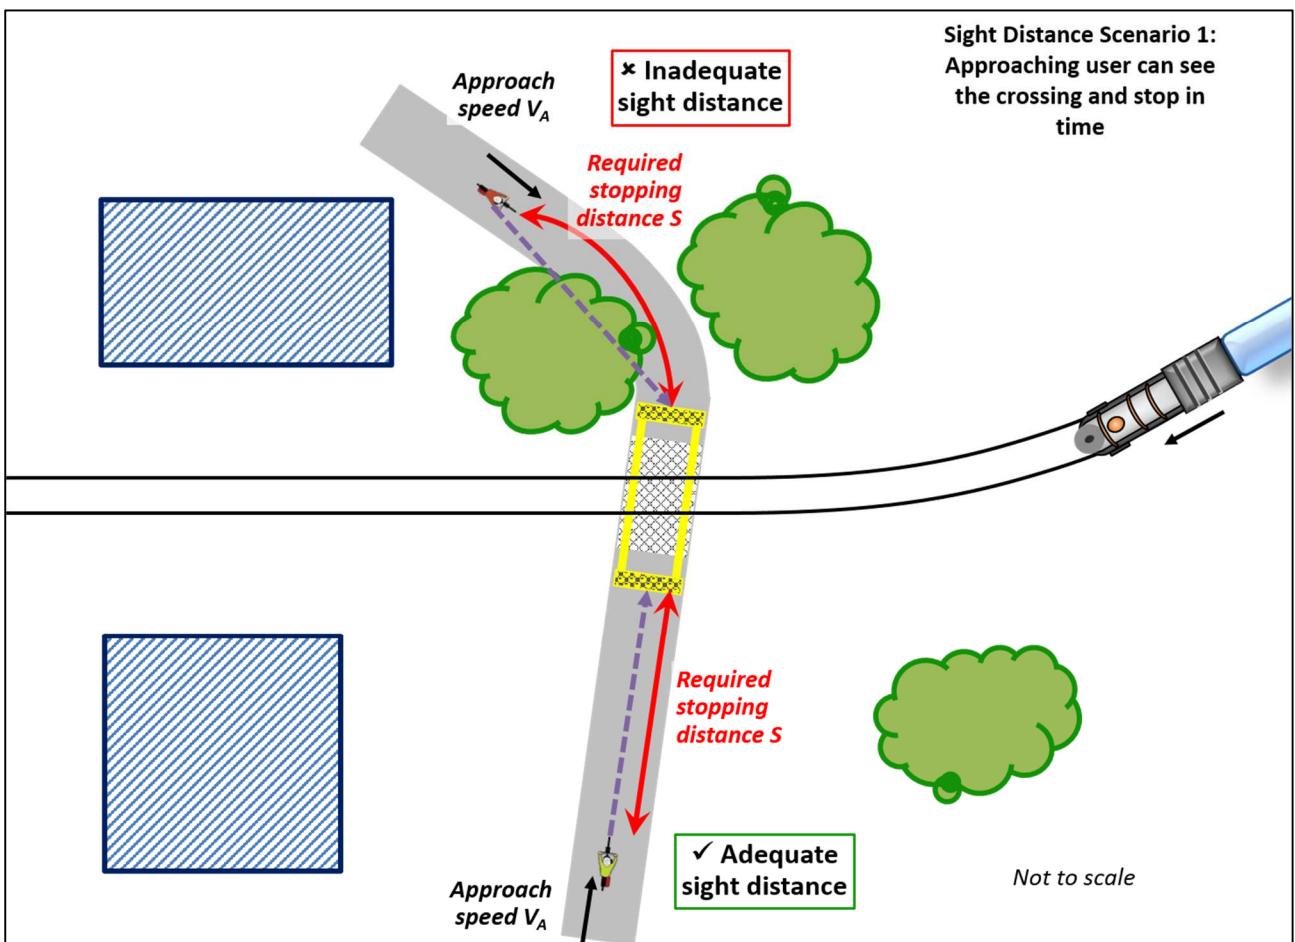 Sight Distance Scenario 1:
Approaching user can see
the crossing and stop in
time
✘ Inadequate
sight distance
Approach
speed VA
Required
stopping
distance S
Required
stopping
distance S
✓ Adequate
sight distance
Approach
speed VA
Not to scale